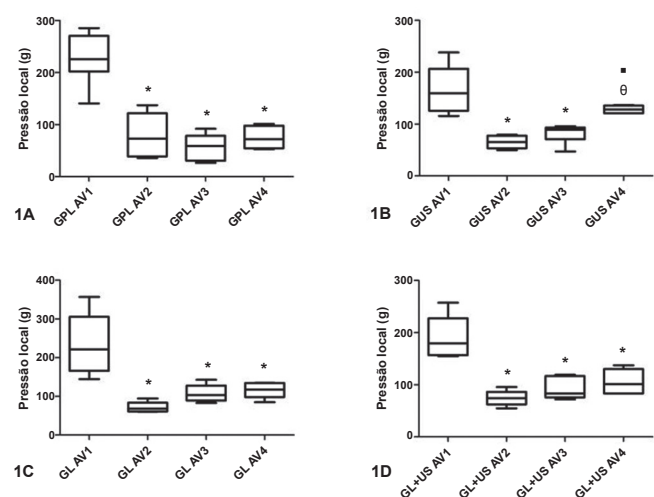 300
200
100
0
Pressão local (g)
*
*
*
GPL AV1
GPL AV2
GPL AV3
GPL AV4
1A
300
200
100
0
Pressão local (g)
*
*
θ
GUS AV1
GUS AV2
GUS AV3
GUS AV4
1B
400
300
200
100
0
Pressão local (g)
*
*
*
GL AV1
GL AV2
GL AV3
GL AV4
1C
300
200
100
0
Pressão local (g)
*
*
*
GL+US AV1
GL+US AV2
GL+US AV3
GL+US AV4
1D